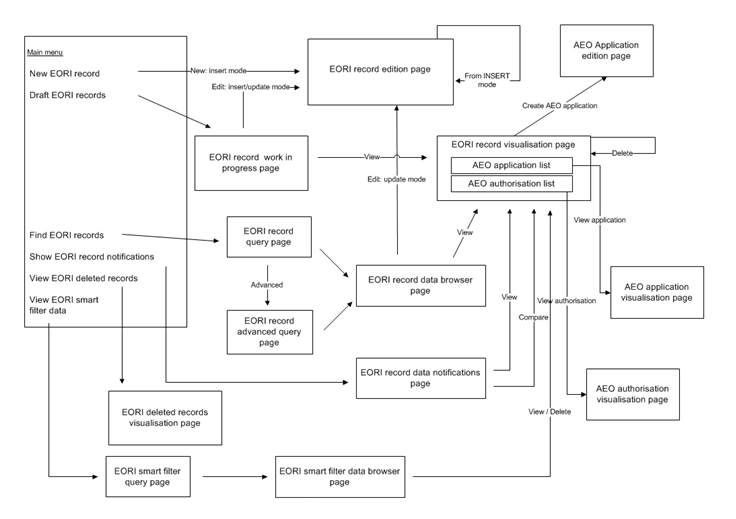 Main menu
New EORI record
Draft EORI records
Find EORI records
Show EORI record notifications
View EORI deleted records
View EORI smart
filter data
New: insert mode
Edit: insert/update mode
EORI record edition page
From INSERT
mode
AEO Application
edition page
Create AEO application
EORI record work in
progress page
View
Edit: update mode
EORI record visualisation page
AEO application list
AEO authorisation list
Delete
View application
EORI record
query page
View
Advanced
EORI record data browser
page
EORI record
advanced query
page
View
View authorisation
Compare
AEO application
visualisation page
EORI record data notifications
page
AEO authorisation
visualisation page
EORI deleted records
visualisation page
View / Delete
EORI smart filter
query page
EORI smart filter data browser
page